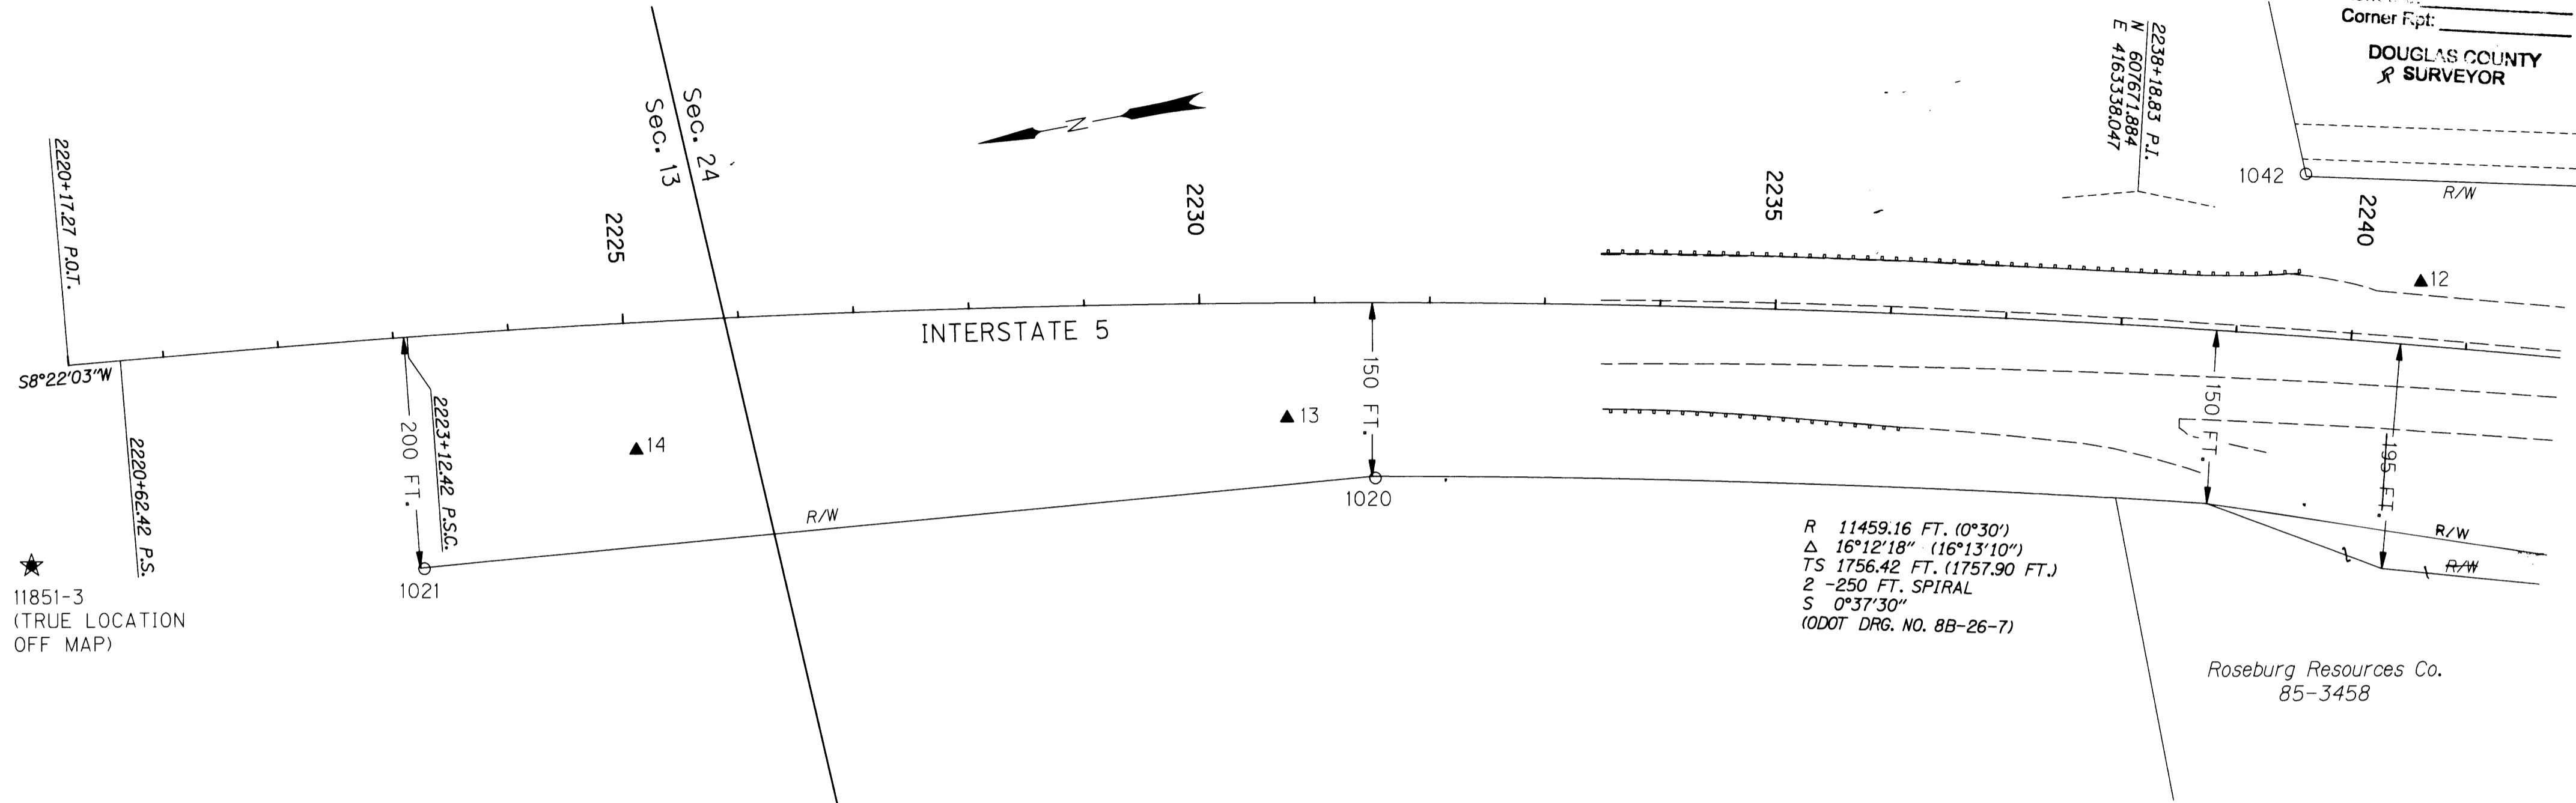 Corner Rpt:
DOUGLAS COUNTY
SURVEYOR
2238+18.83 P.I.
N 607671.884
E 4163338.047
1042
R/W
2240
12
Sec. 24
Sec. 13
N
2235
2230
2225
2220+17.27 P.O.T.
S8°22'03"W
INTERSTATE 5
150 FT.
150 FT.
195 FT.
200 FT.
2223+12.42 P.S.C.
2220+62.42 P.S.
14
13
R/W
1020
1021
11851-3
(TRUE LOCATION
OFF MAP)
R 11459.16 FT. (0°30')
△ 16°12'18" (16°13'10")
TS 1756.42 FT. (1757.90 FT.)
2 -250 FT. SPIRAL
S 0°37'30"
(ODOT DRG. NO. 8B-26-7)
R/W
R/W
Roseburg Resources Co.
85-3458